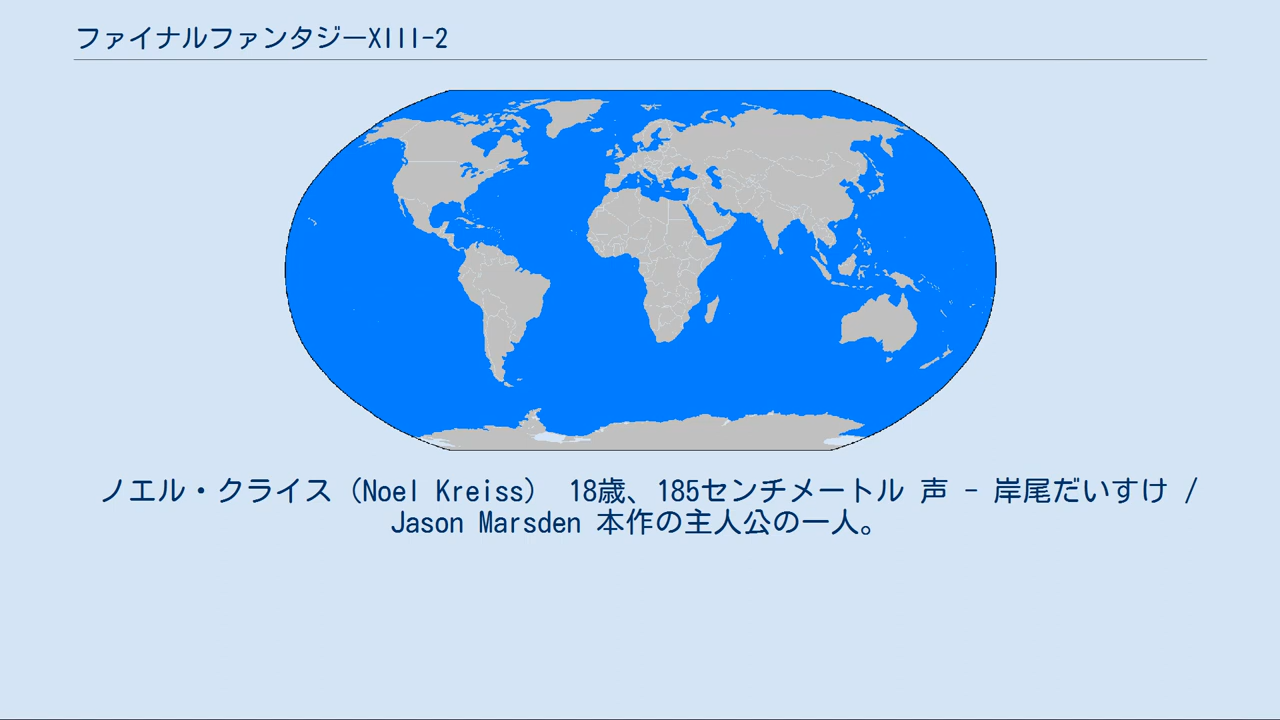 ファイナルファンタジーXIII-2
ノエル・クライス（Noel Kreiss） 18歳、185センチメートル 声 - 岸尾だいすけ /
Jason Marsden 本作の主人公の一人。